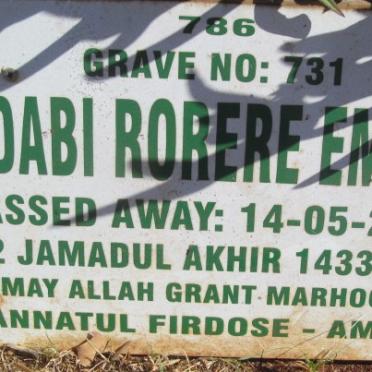 786
GRAVE NO: 731
DABI RORERE EM
ASSED AWAY: 14-05-2
2 JAMADUL AKHIR 1433
MAY ALLAH GRANT MARHOO
ANNATUL FIRDOSE - AM